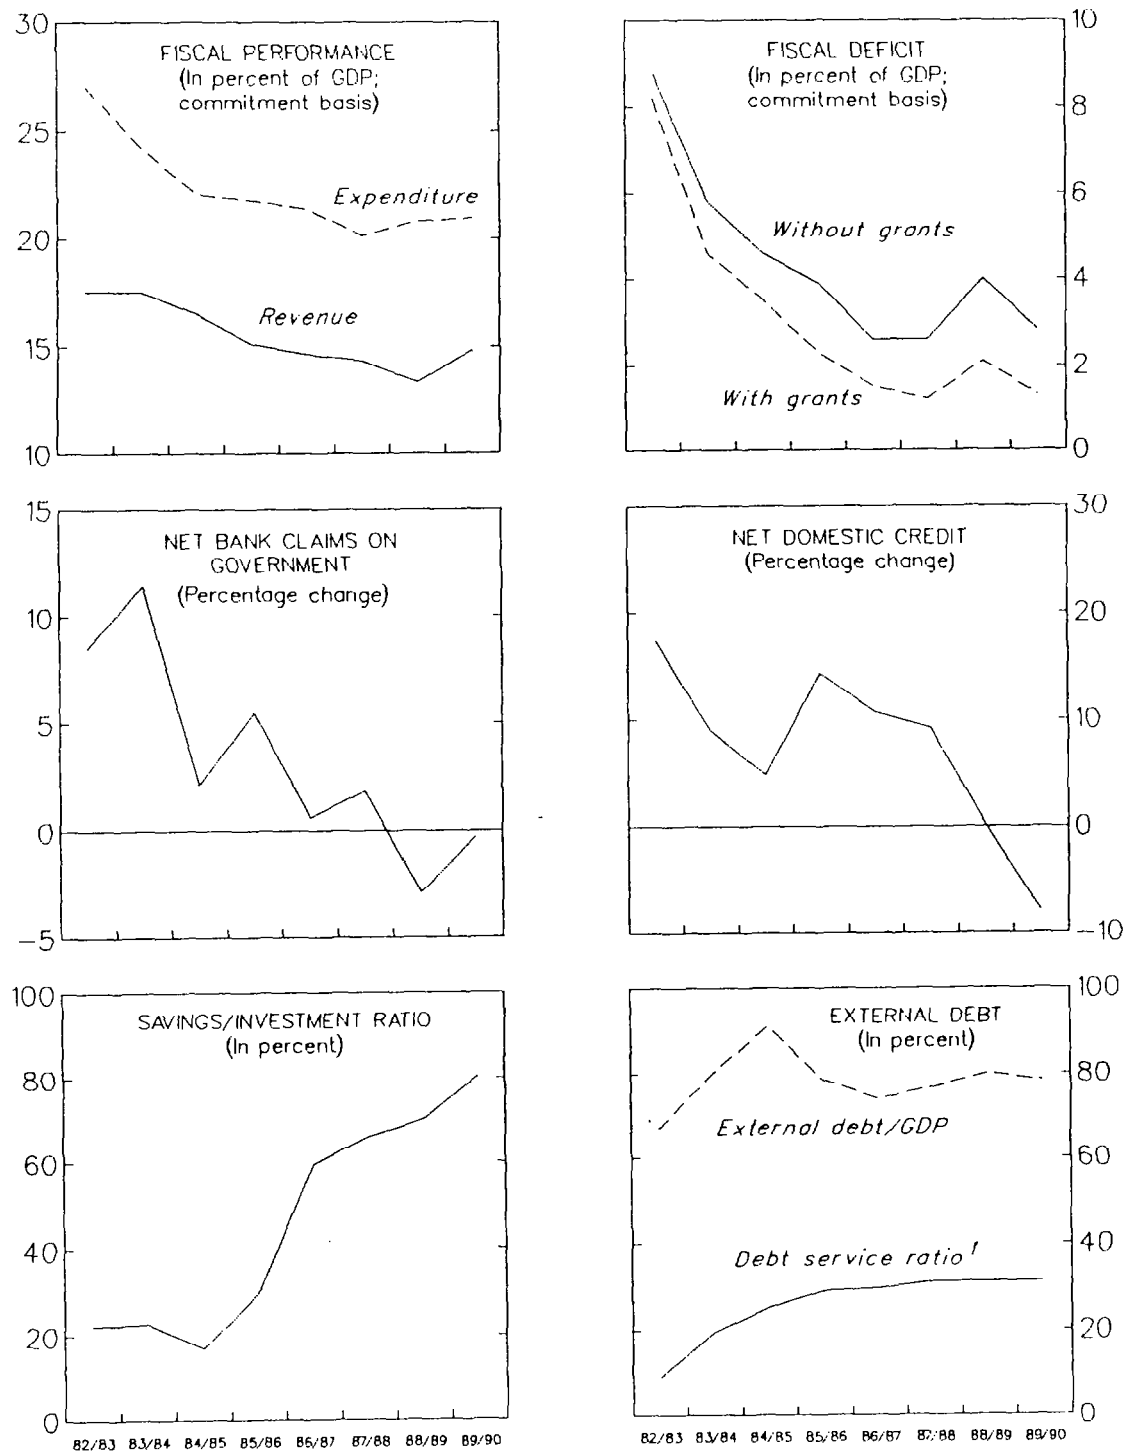 FISCAL PERFORMANCE
(In percent of GDP;
commitment basis)
30
25
20
15
10
Expenditure
Revenue
FISCAL DEFICIT
(In percent of GDP;
commitment basis)
10
8
6
4
2
0
Without grants
With grants
NET BANK CLAIMS ON
GOVERNMENT
(Percentage change)
15
10
5
0
-5
NET DOMESTIC CREDIT
(Percentage change)
30
20
10
0
-10
SAVINGS/INVESTMENT RATIO
(In percent)
100
80
60
40
20
0
82/83 83/84 84/85 85/86 86/87 87/88 88/89 89/90
EXTERNAL DEBT
(In percent)
100
80
60
40
20
0
External debt/GDP
Debt service ratio 1
82/83 83/84 84/85 85/86 86/87 87/88 88/89 89/90